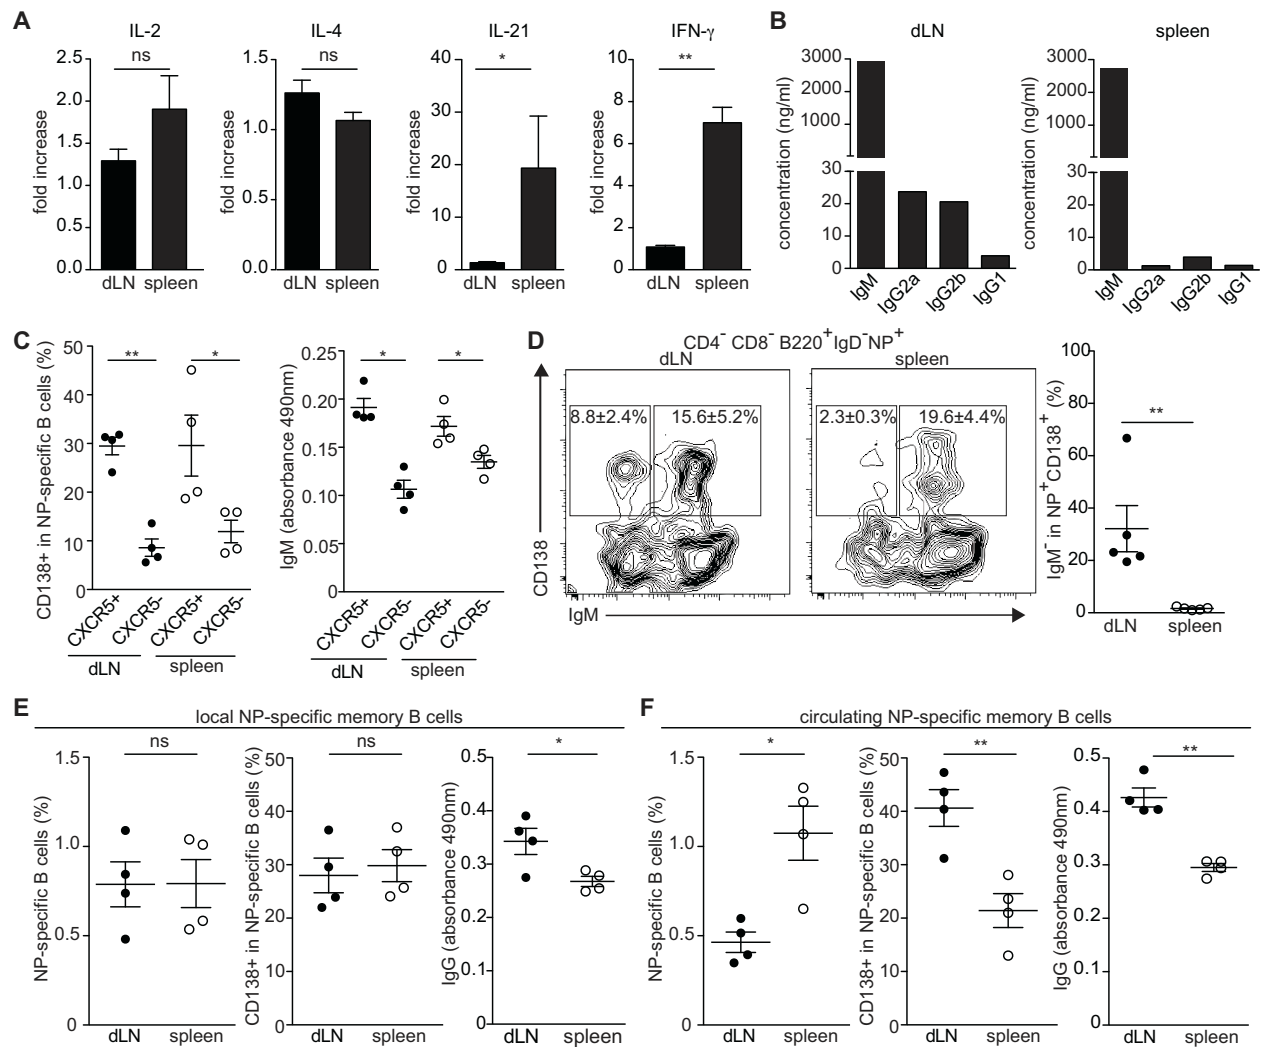 A
IL-2
ns
fold increase
2.5
2.0
1.5
1.0
0.5
0.0
dLN spleen
IL-4
ns
fold increase
1.5
1.0
0.5
0.0
dLN spleen
IL-21
*
fold increase
40
30
20
10
0
dLN spleen
IFN-γ
**
fold increase
10
8
6
4
2
0
dLN spleen
B
dLN
concentration (ng/ml)
3000
2000
1000
30
20
10
0
IgM
IgG2a
IgG2b
IgG1
spleen
concentration (ng/ml)
3000
2000
1000
30
20
10
0
IgM
IgG2a
IgG2b
IgG1
C
CD138+ in NP-specific B cells (%)
50
40
30
20
10
0
**
*
CXCR5+
CXCR5-
CXCR5+
CXCR5-
dLN
spleen
IgM (absorbance 490nm)
0.25
0.20
0.15
0.10
0.05
0
*
*
CXCR5+
CXCR5-
CXCR5+
CXCR5-
dLN
spleen
D
CD4⁻ CD8⁻ B220⁺IgD⁻NP⁺
dLN
spleen
8.8±2.4%
15.6±5.2%
2.3±0.3%
19.6±4.4%
CD138
IgM
IgM⁻ in NP⁺CD138⁺ (%)
100
80
60
40
20
0
**
dLN
spleen
E
local NP-specific memory B cells
NP-specific B cells (%)
1.5
1.0
0.5
0
ns
dLN
spleen
CD138+ in NP-specific B cells (%)
50
40
30
20
10
0
ns
dLN
spleen
IgG (absorbance 490nm)
0.5
0.4
0.3
0.2
0.1
0
*
dLN
spleen
F
circulating NP-specific memory B cells
NP-specific B cells (%)
1.5
1.0
0.5
0
*
dLN
spleen
CD138+ in NP-specific B cells (%)
50
40
30
20
10
0
**
dLN
spleen
IgG (absorbance 490nm)
0.5
0.4
0.3
0.2
0.1
0
**
dLN
spleen